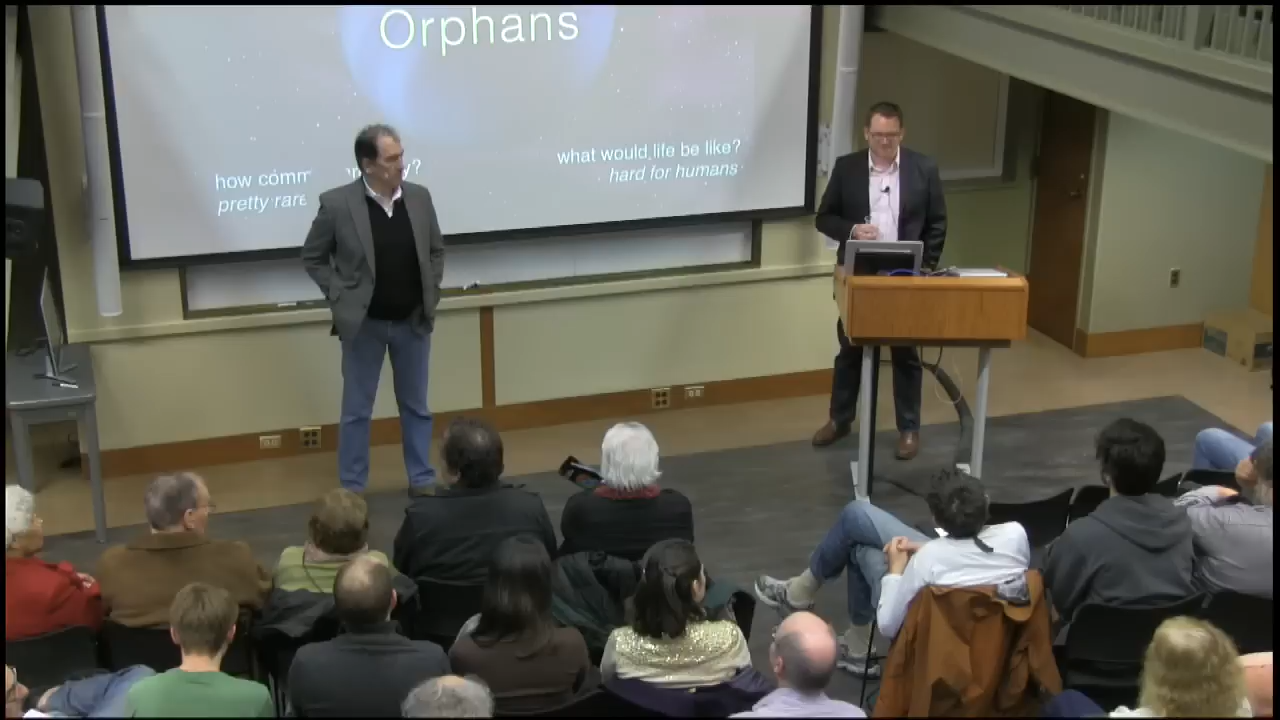 Orphans
how comm y?
pretty rare
what would life be like?
hard for humans